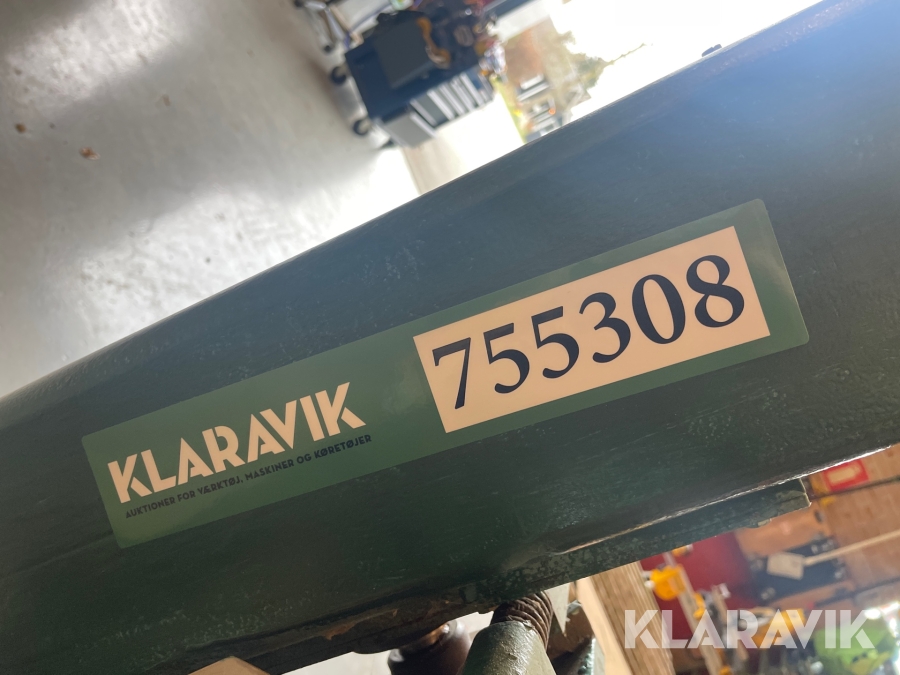 755308
KLARAVIK
AUKTIONER FOR VÆRKTØJ, MASKINER OG KØRETØJER
KLARAVIK